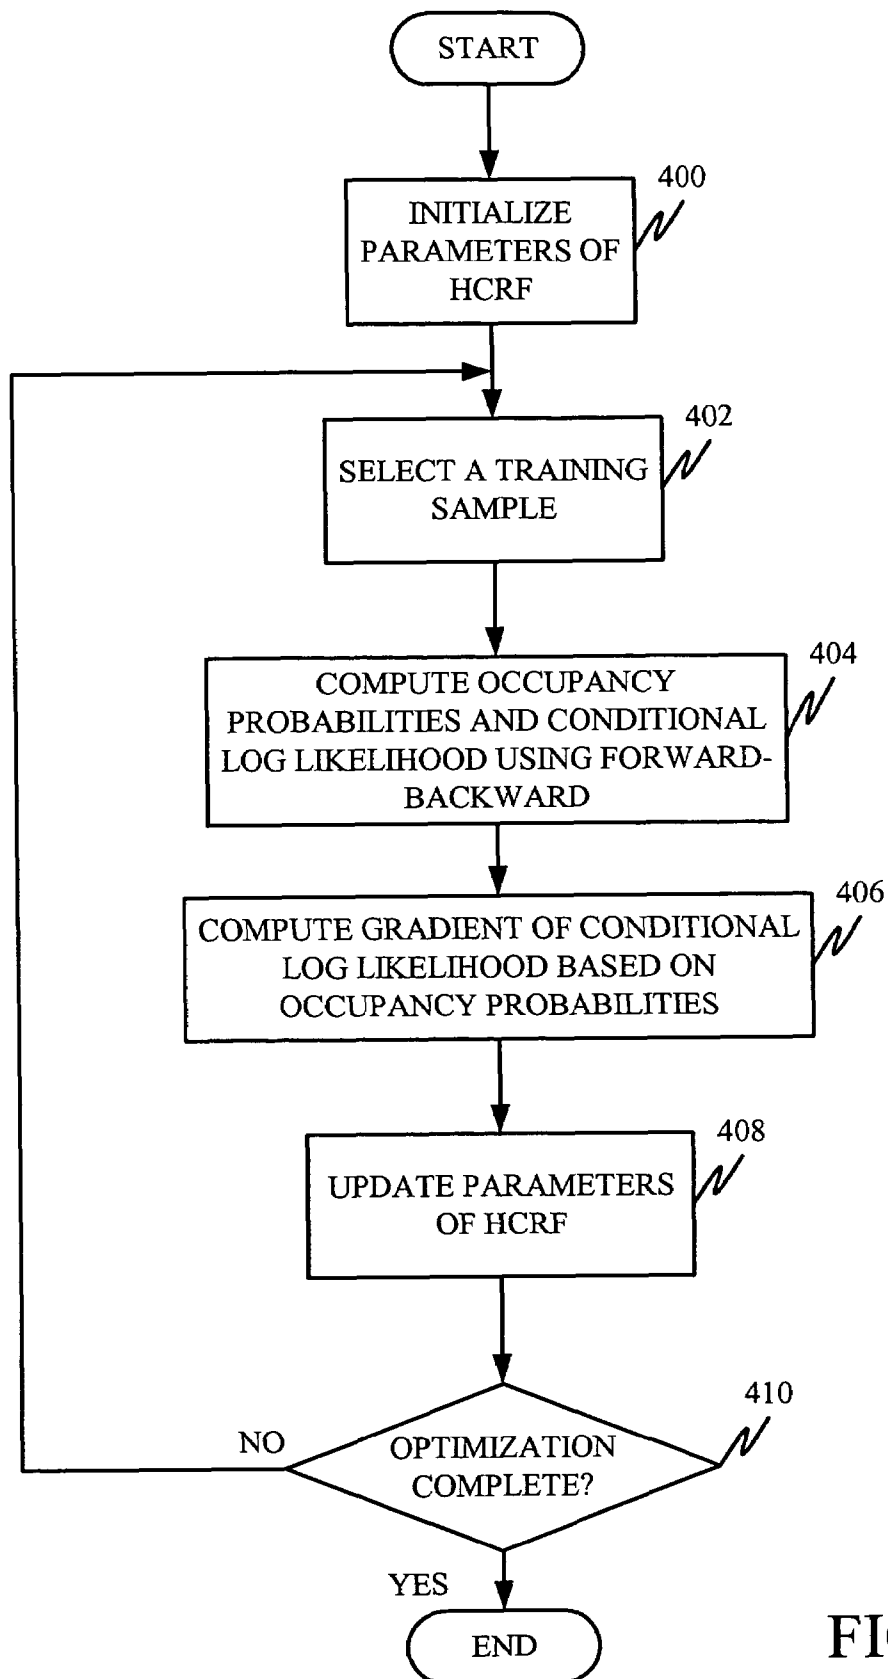 START
400
INITIALIZE
PARAMETERS OF
HCRF
402
SELECT A TRAINING
SAMPLE
404
COMPUTE OCCUPANCY
PROBABILITIES AND CONDITIONAL
LOG LIKELIHOOD USING FORWARD-
BACKWARD
406
COMPUTE GRADIENT OF CONDITIONAL
LOG LIKELIHOOD BASED ON
OCCUPANCY PROBABILITIES
408
UPDATE PARAMETERS
OF HCRF
410
NO
OPTIMIZATION
COMPLETE?
YES
END